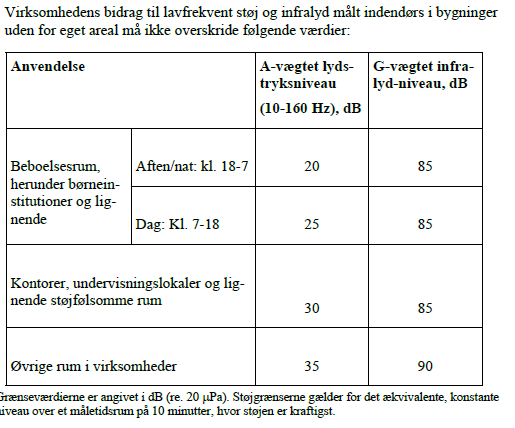 Virksomhedens bidrag til lavfrekvent støj og infralyd målt indendørs i bygninger
uden for eget areal må ikke overskride følgende værdier:
Anvendelse
A-vægtet lyds-
tryksniveau
(10-160 Hz), dB
G-vægtet infra-
lyd-niveau, dB
Beboelsesrum,
herunder børnein-
stitutioner og lig-
nende
Aften/nat: kl. 18-7
20
85
Dag: Kl. 7-18
25
85
Kontorer, undervisningslokaler og lig-
nende støjfølsomme rum
30
85
Øvrige rum i virksomheder
35
90
Grænseværdierne er angivet i dB (re. 20 µPa). Støjgrænserne gælder for det ækvivalente, konstante
niveau over et måletidsrum på 10 minutter, hvor støjen er kraftigst.